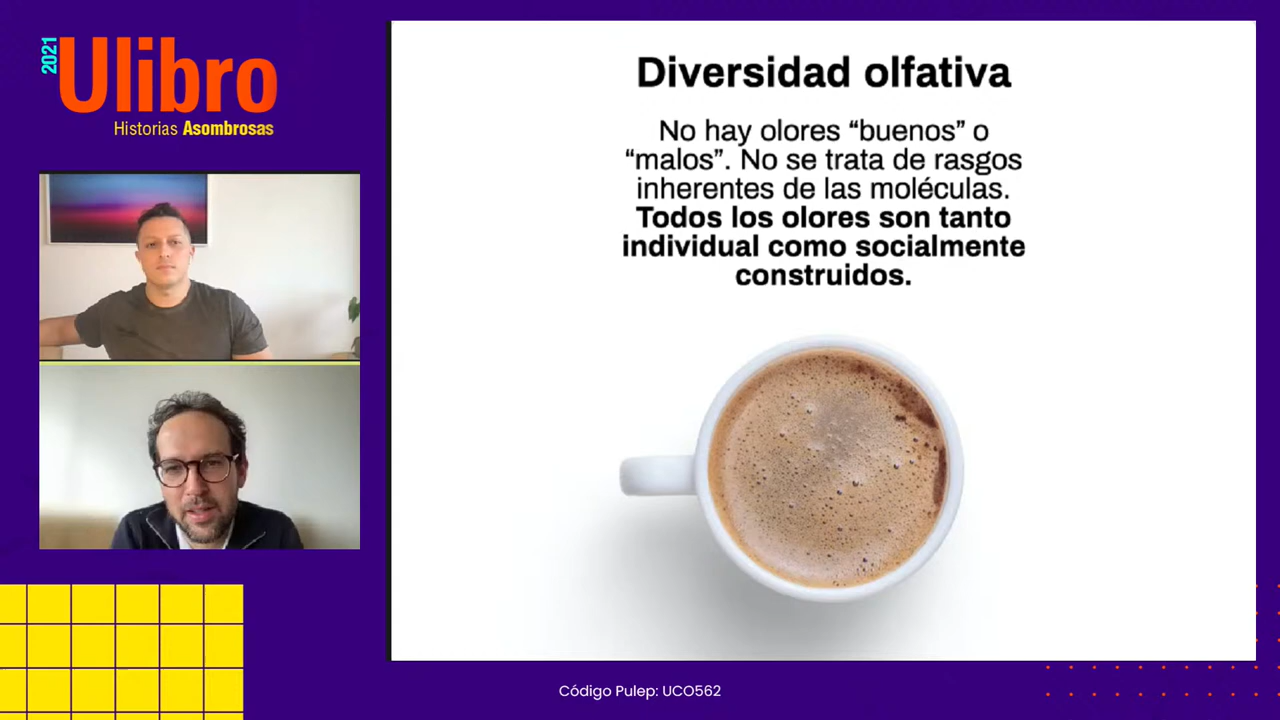 2021
Ulibro
Historias Asombrosas
Diversidad olfativa
No hay olores “buenos” o
“malos”. No se trata de rasgos
inherentes de las moléculas.
Todos los olores son tanto
individual como socialmente
construidos.
Código Pulep: UCO562